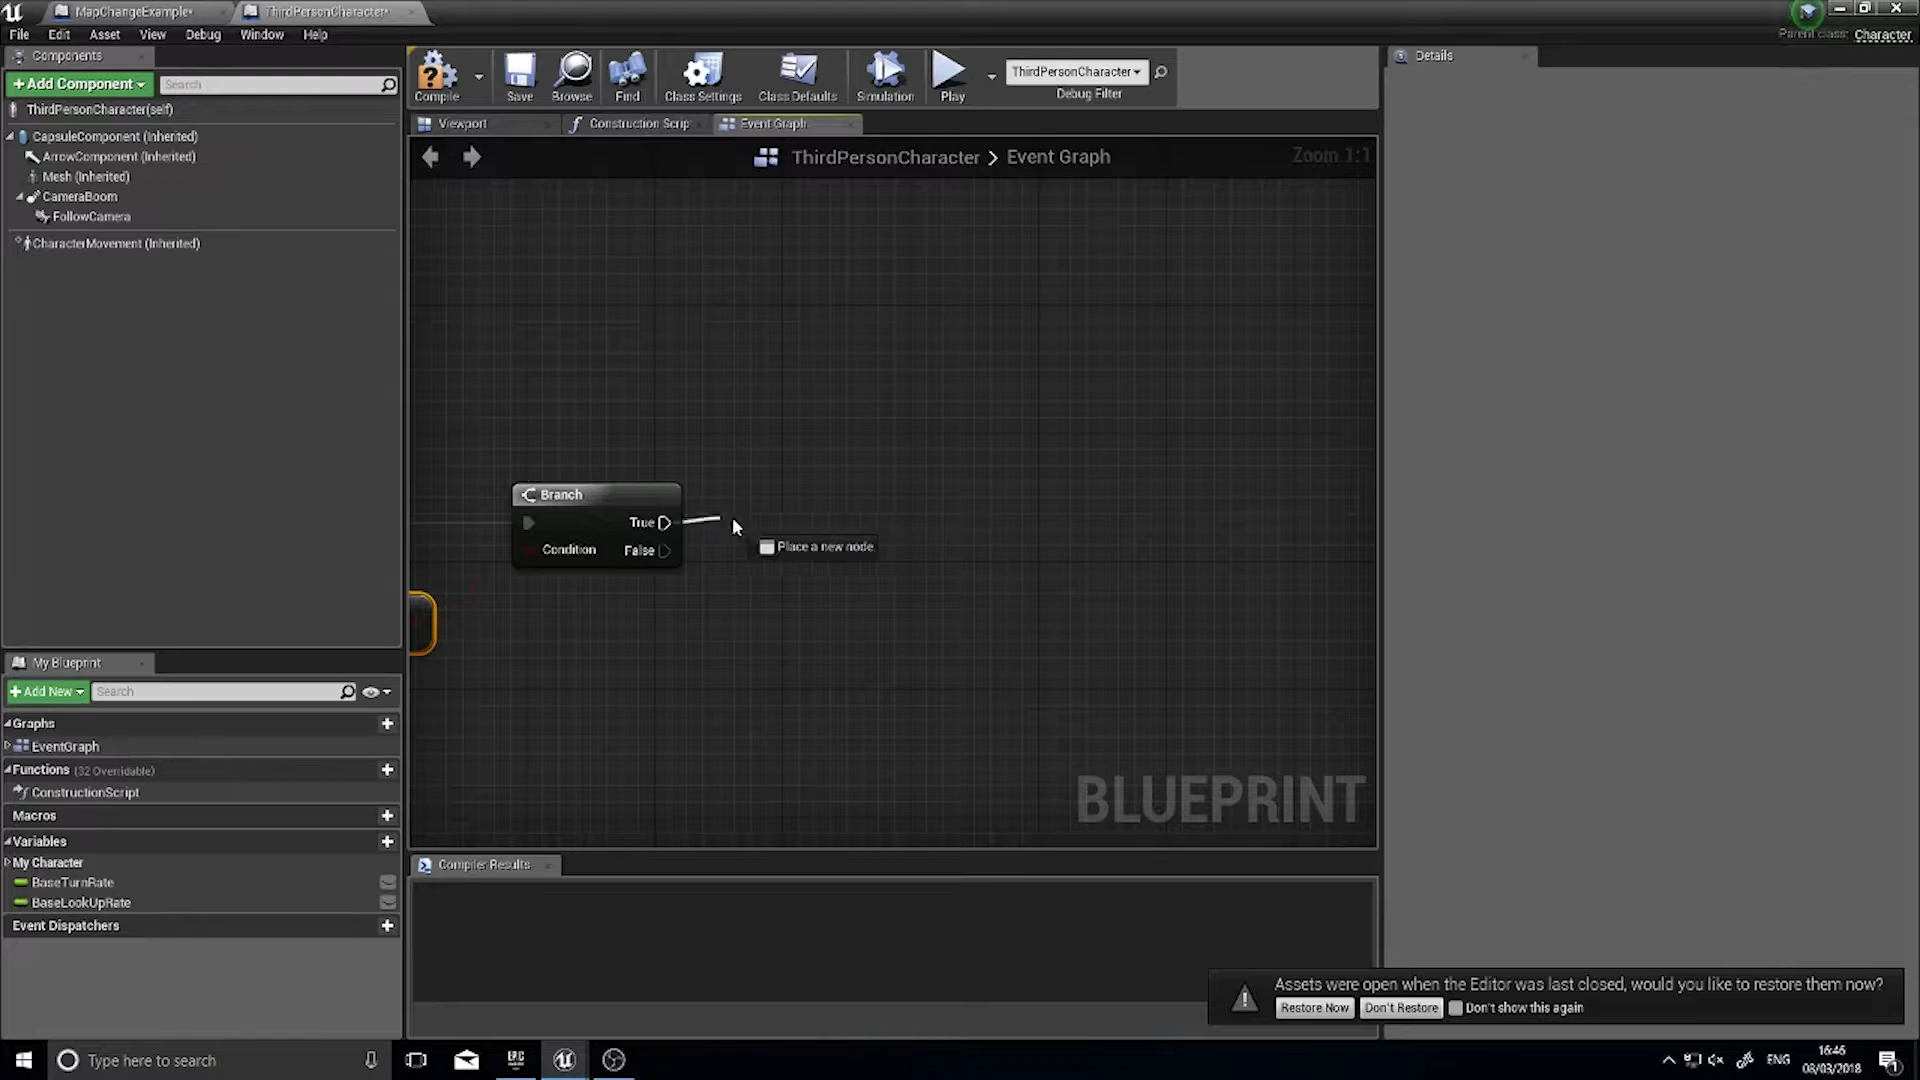 MapChangeExample*
ThirdPersonCharacter*
File Edit Asset View Debug Window Help
Parent class: Character
Components
+ Add Component
Search
ThirdPersonCharacter(self)
CapsuleComponent (Inherited)
ArrowComponent (Inherited)
Mesh (Inherited)
CameraBoom
FollowCamera
CharacterMovement (Inherited)
Compile
Save
Browse
Find
Class Settings
Class Defaults
Simulation
Play
ThirdPersonCharacter
Debug Filter
Viewport
Construction Scrip
Event Graph
ThirdPersonCharacter > Event Graph
Zoom 1:1
Branch
True
Condition
False
Place a new node
BLUEPRINT
Details
My Blueprint
+ Add New
Search
Graphs
EventGraph
Functions (32 Overridable)
ConstructionScript
Macros
Variables
My Character
BaseTurnRate
BaseLookUpRate
Event Dispatchers
Compiler Results
Assets were open when the Editor was last closed, would you like to restore them now?
Restore Now
Don't Restore
Don't show this again
Type here to search
EPIC
ENG
16:46
08/03/2018
1